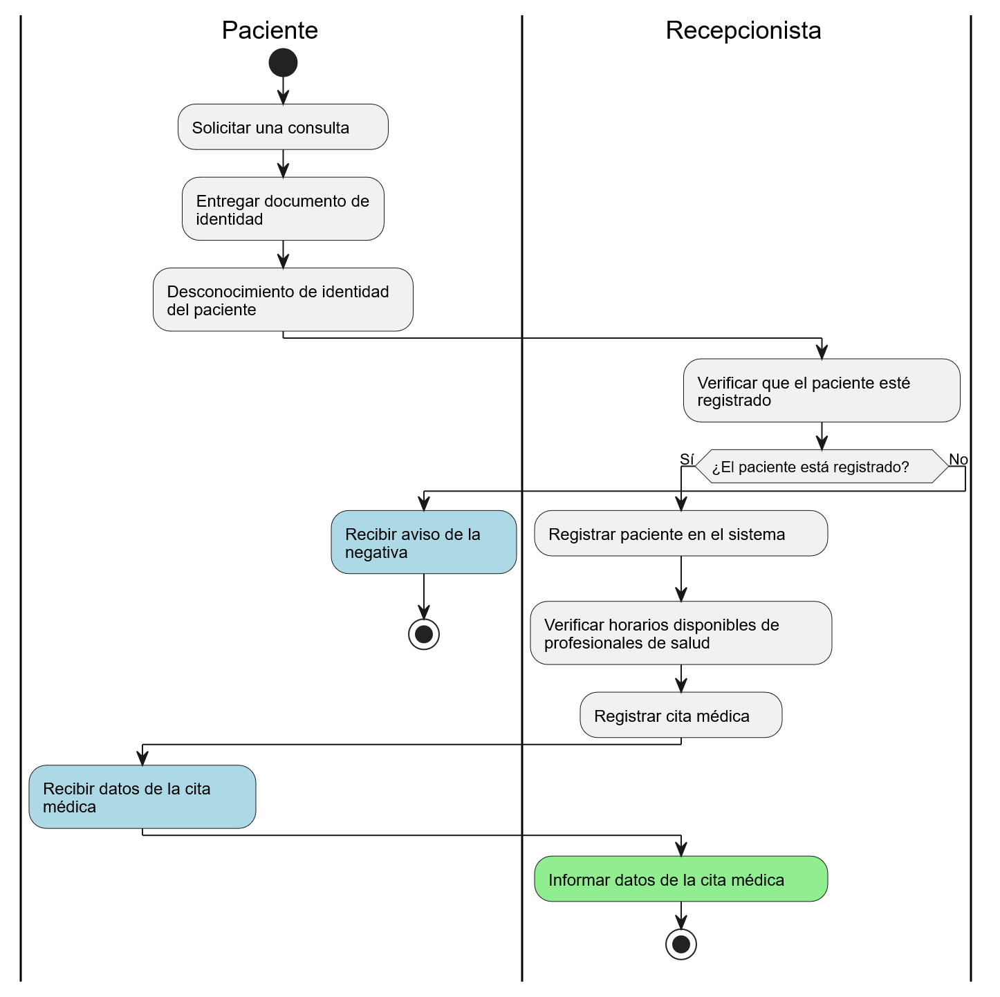 Paciente
Recepcionista
Solicitar una consulta
Entregar documento de
identidad
Desconocimiento de identidad
del paciente
Verificar que el paciente esté
registrado
Sí
¿El paciente está registrado?
No
Recibir aviso de la
negativa
Registrar paciente en el sistema
Verificar horarios disponibles de
profesionales de salud
Registrar cita médica
Recibir datos de la cita
médica
Informar datos de la cita médica